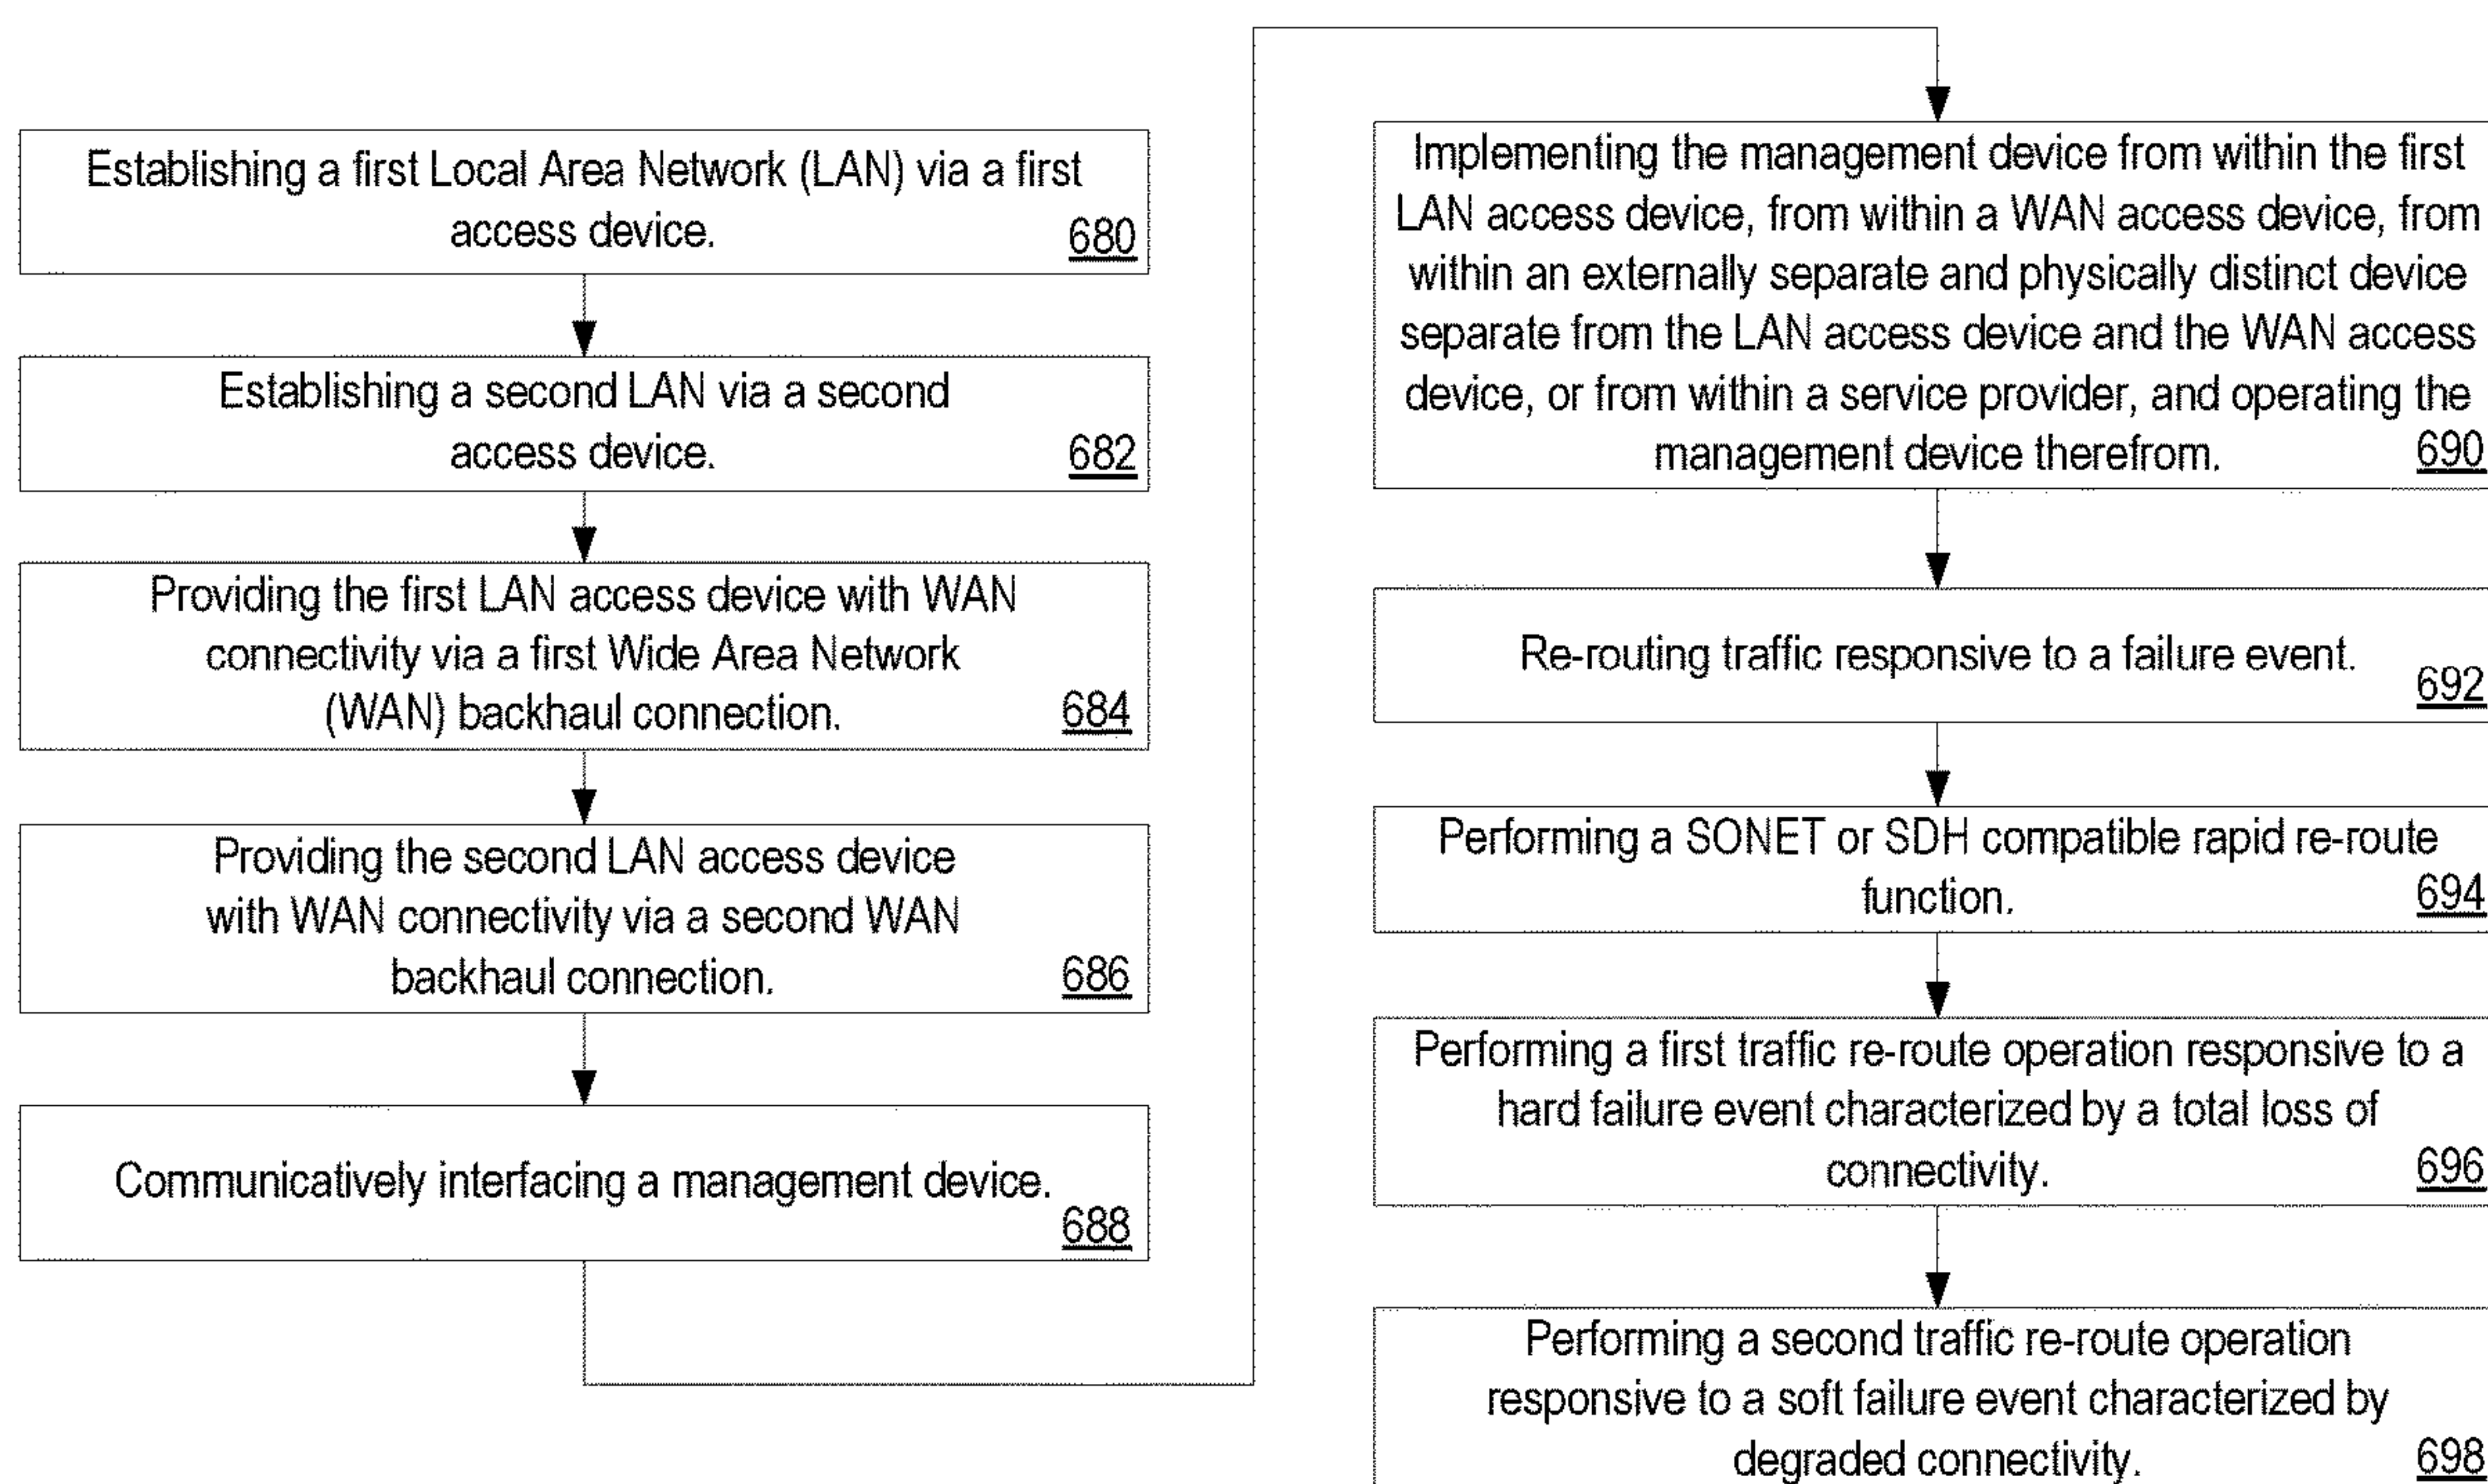 Establishing a first Local Area Network (LAN) via a first
access device.
680
Establishing a second LAN via a second
access device.
682
Providing the first LAN access device with WAN
connectivity via a first Wide Area Network
(WAN) backhaul connection.
684
Providing the second LAN access device
with WAN connectivity via a second WAN
backhaul connection.
686
Communicatively interfacing a management device.
688
Implementing the management device from within the first
LAN access device, from within a WAN access device, from
within an externally separate and physically distinct device
separate from the LAN access device and the WAN access
device, or from within a service provider, and operating the
management device therefrom.
690
Re-routing traffic responsive to a failure event.
692
Performing a SONET or SDH compatible rapid re-route
function.
694
Performing a first traffic re-route operation responsive to a
hard failure event characterized by a total loss of
connectivity.
696
Performing a second traffic re-route operation
responsive to a soft failure event characterized by
degraded connectivity.
698